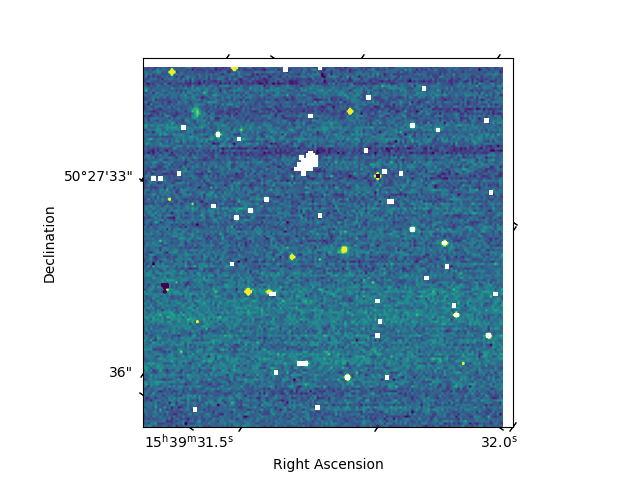 50°27'33"
Declination
36"
15ʰ39ᵐ31.5ˢ
32.0ˢ
Right Ascension